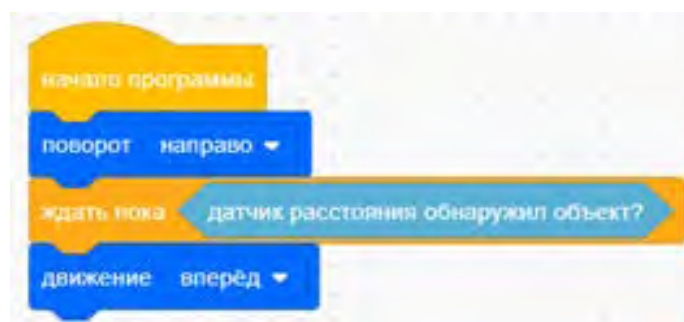 начало программы
поворот направо
ждать пока датчик расстояния обнаружил объект?
движение вперёд